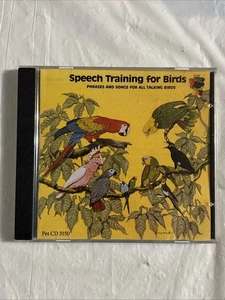 Speech Training for Birds
PHRASES AND SONGS FOR ALL TALKING BIRDS
Pet CD 3150